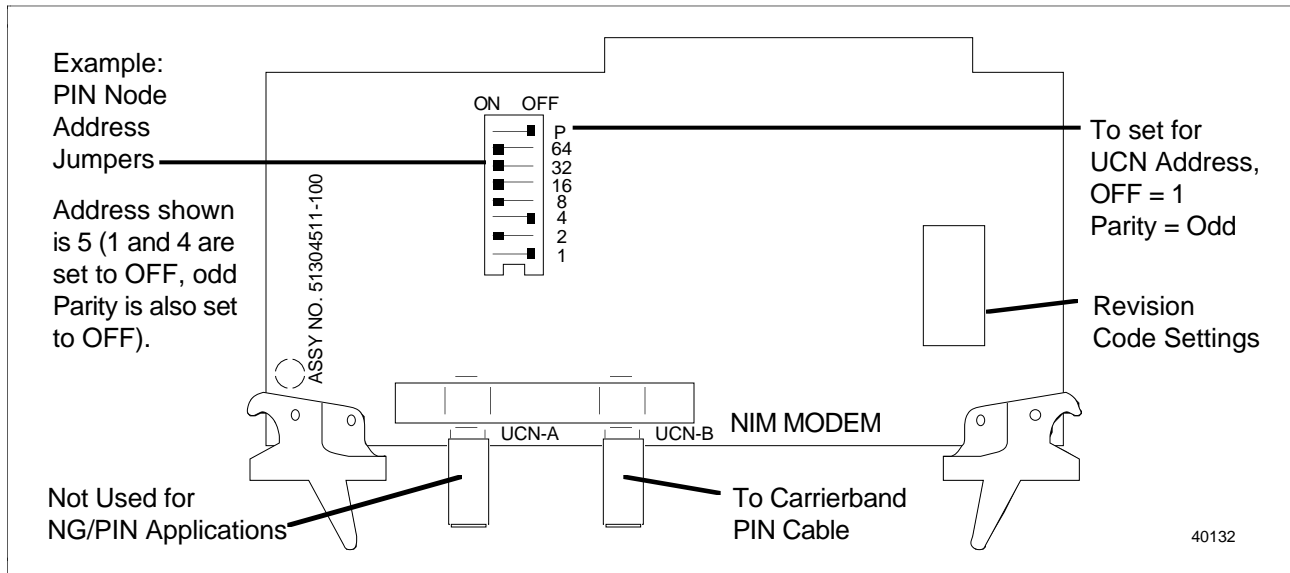 Example:
PIN Node
Address
Jumpers
Address shown
is 5 (1 and 4 are
set to OFF, odd
Parity is also set
to OFF).
ON OFF
P
64
32
16
8
4
2
1
To set for
UCN Address,
OFF = 1
Parity = Odd
Revision
Code Settings
ASSY NO. 51304511-100
UCN-A
UCN-B
NIM MODEM
Not Used for
NG/PIN Applications
To Carrierband
PIN Cable
40132